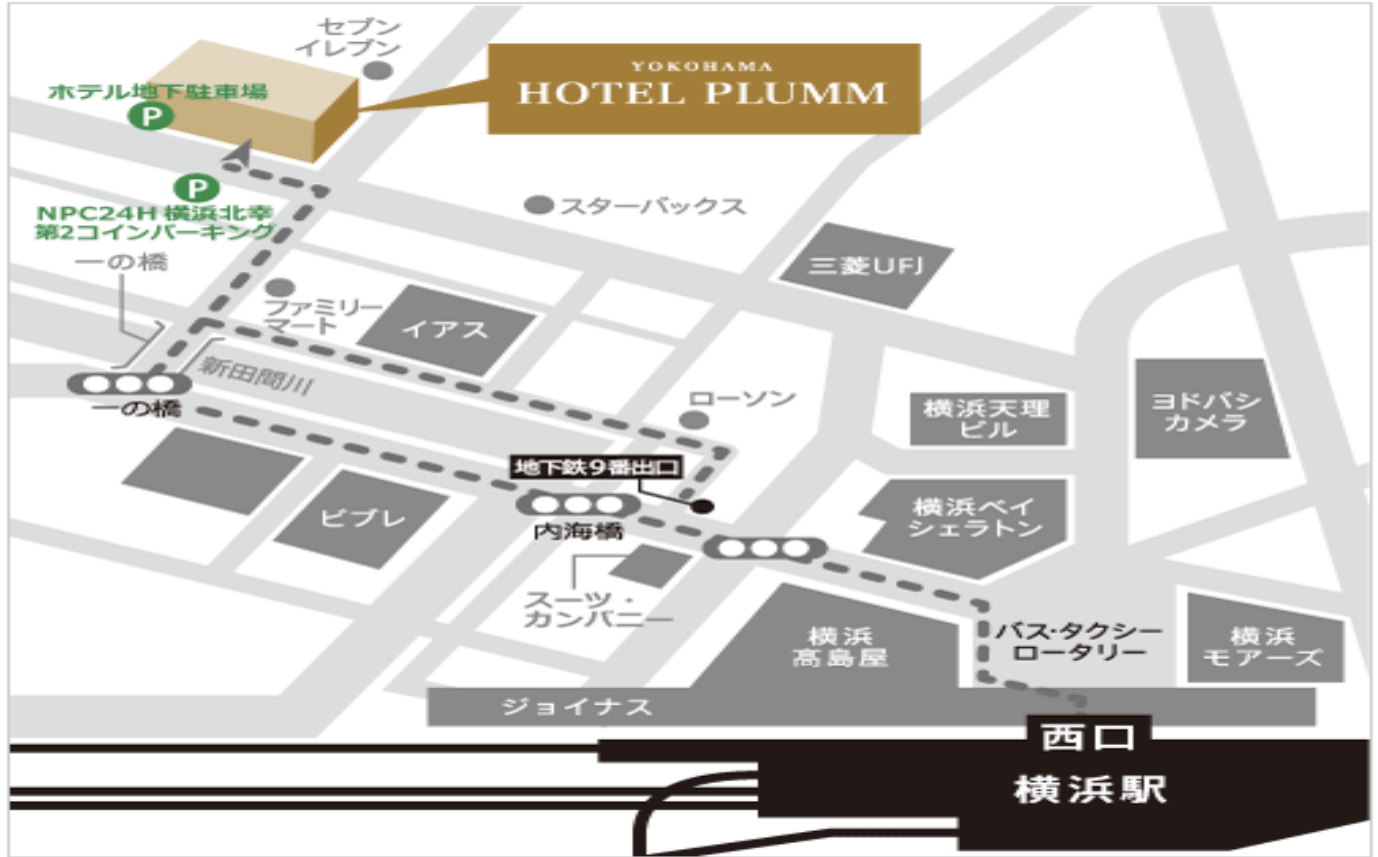 セブン
イレブン
YOKOHAMA
HOTEL PLUMM
ホテル地下駐車場
P
P
NPC24H 横浜北幸
第2コインパーキング
一の橋
スターバックス
三菱UFJ
ファミリー
マート
イアス
新田間川
一の橋
ローソン
横浜天理
ビル
ヨドバシ
カメラ
地下鉄9番出口
ビブレ
内海橋
横浜ベイ
シェラトン
スーツ・
カンパニー
横浜
髙島屋
バス・タクシー
ロータリー
横浜
モアーズ
ジョイナス
西口
横浜駅